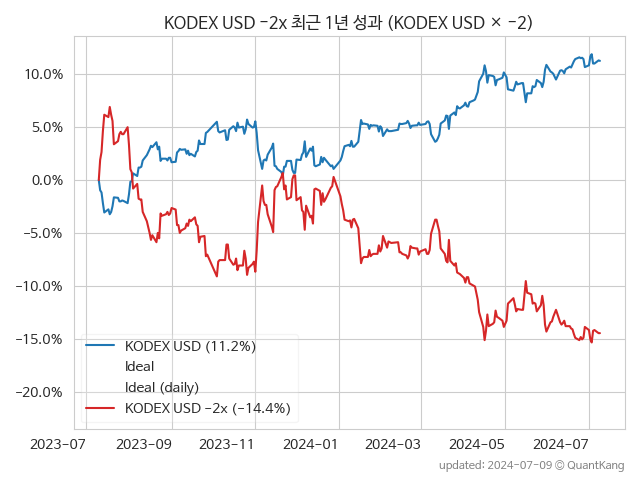 KODEX USD −2x 최근 1년 성과 (KODEX USD × −2)
10.0%
5.0%
0.0%
−5.0%
−10.0%
−15.0%
−20.0%
KODEX USD (11.2%)
Ideal
Ideal (daily)
KODEX USD −2x (−14.4%)
2023-07 2023-09 2023-11 2024-01 2024-03 2024-05 2024-07
updated: 2024-07-09 © QuantKang